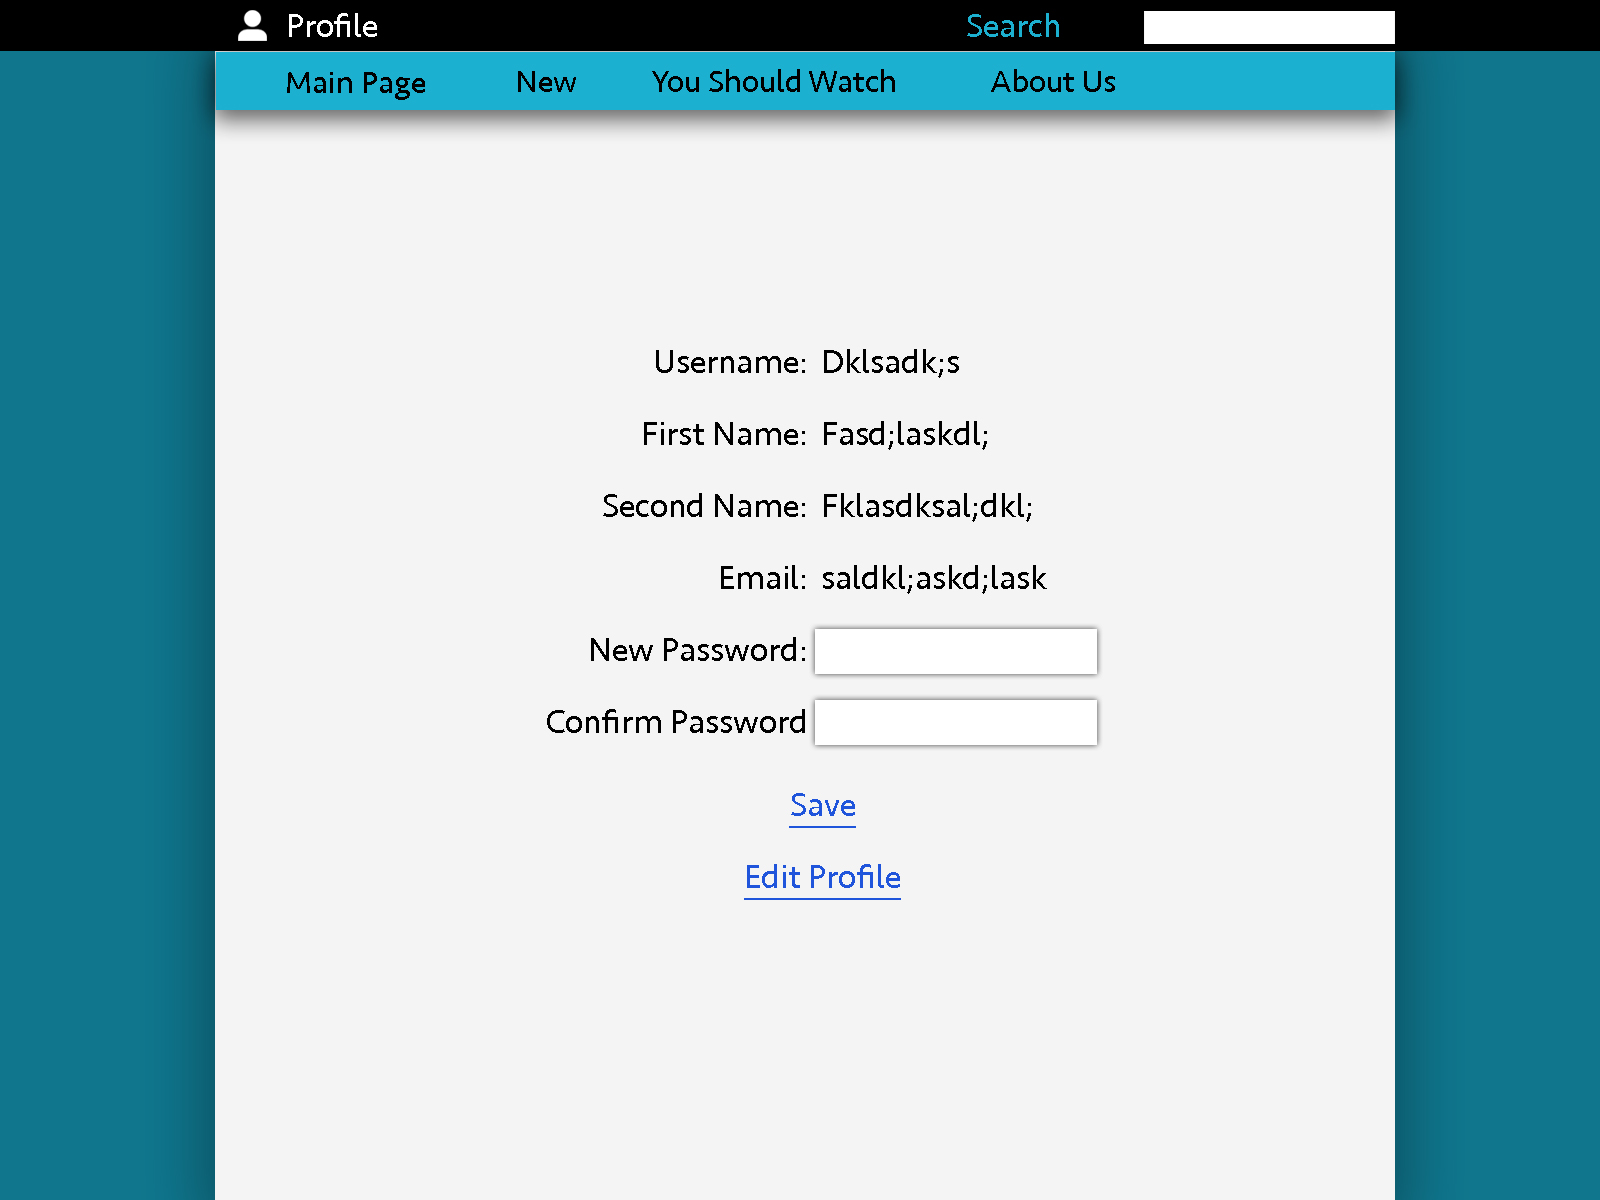 Profile
Search
Main Page New You Should Watch About Us
Username: Dklsadk;s
First Name: Fasd;laskdl;
Second Name: Fklasdksal;dkl;
Email: saldkl;askd;lask
New Password:
Confirm Password
Save
Edit Profile